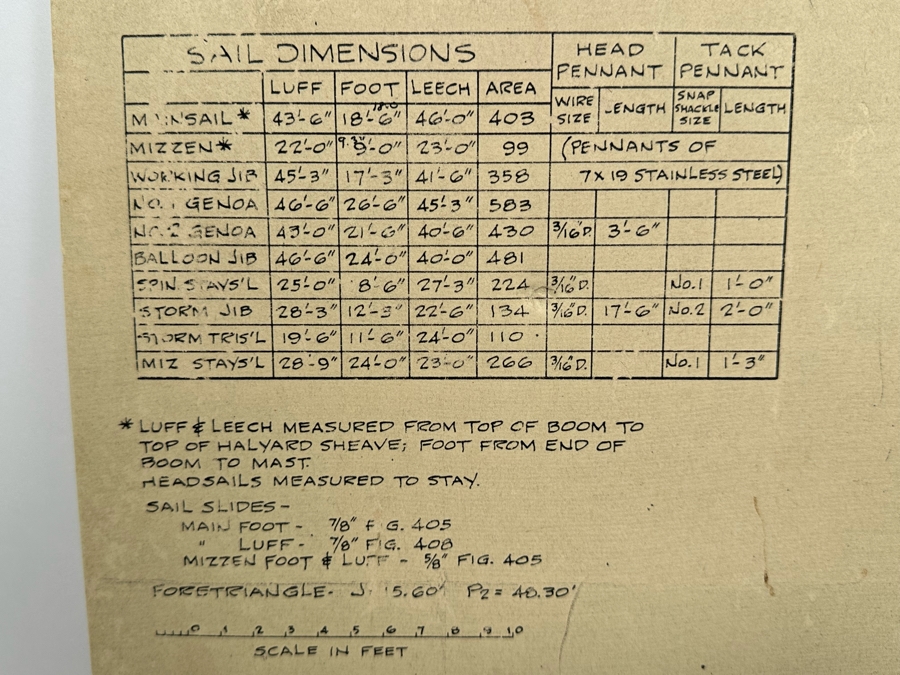 SAIL DIMENSIONS HEAD PENNANT TACK PENNANT
LUFF FOOT LEECH AREA WIRE SIZE LENGTH SNAP SHACKLE SIZE LENGTH
MAINSAIL* 43'-6" 18'-6" 46'-0" 403
MIZZEN* 22'-0" 9'-0" 23'-0" 99 (PENNANTS OF
WORKING JIB 45'-3" 17'-3" 41'-6" 358 7 X 19 STAINLESS STEEL)
NO. 1 GENOA 46'-6" 26'-6" 45'-3" 583
NO. 2 GENOA 43'-0" 21'-6" 40'-6" 430 3/16"D. 3'-6"
BALLOON JIB 46'-6" 24'-0" 40'-0" 481
SPIN. STAYS'L 25'-0" 8'-6" 27'-3" 224 3/16"D. No.1 1'-0"
STORM JIB 28'-3" 12'-3" 22'-6" 134 3/16"D. 17'-6" No.2 2'-0"
STORM TRIS'L 19'-6" 11'-6" 24'-0" 110
MIZ STAYS'L 28'-9" 24'-0" 23'-0" 266 3/16"D. No.1 1'-3"
* LUFF & LEECH MEASURED FROM TOP OF BOOM TO
TOP OF HALYARD SHEAVE; FOOT FROM END OF
BOOM TO MAST.
HEADSAILS MEASURED TO STAY.
SAIL SLIDES -
MAIN FOOT - 7/8" FIG. 405
" LUFF - 7/8" FIG. 408
MIZZEN FOOT & LUFF - 5/8" FIG. 405
FORETRIANGLE - J 15.60' P2 = 48.30'
0 1 2 3 4 5 6 7 8 9 10
SCALE IN FEET